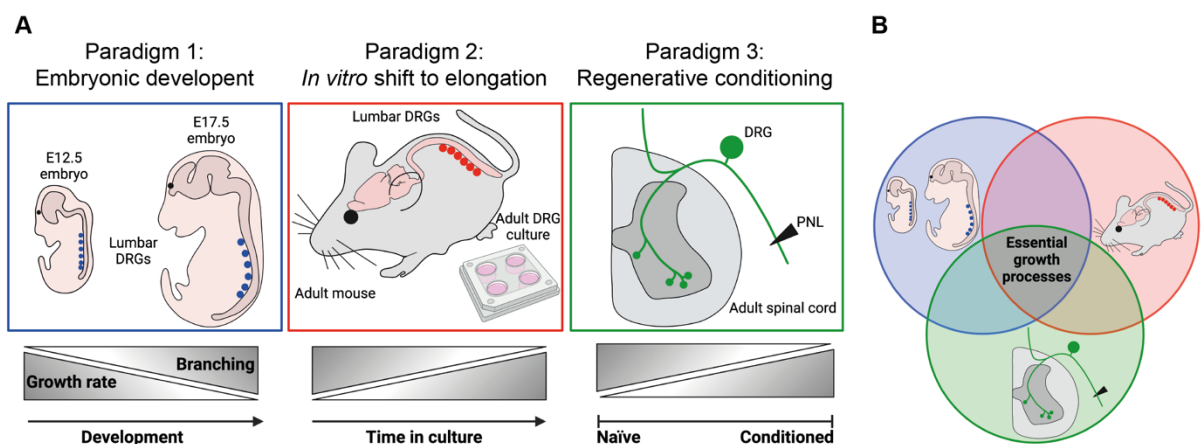 A
B
Paradigm 1:
Embryonic developent
Paradigm 2:
In vitro shift to elongation
Paradigm 3:
Regenerative conditioning
E12.5
embryo
E17.5
embryo
Lumbar
DRGs
Lumbar DRGs
Adult DRG
culture
Adult mouse
DRG
PNL
Adult spinal cord
Essential
growth
processes
Branching
Growth rate
Development
Time in culture
Naïve
Conditioned